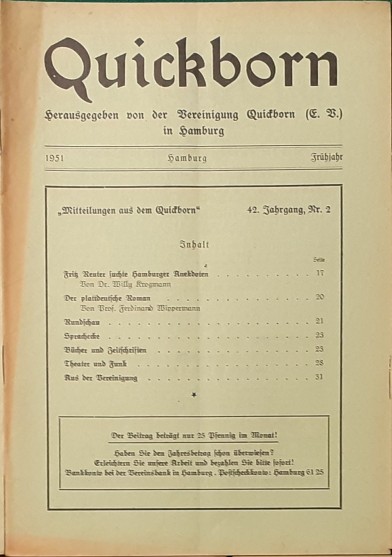 Quickborn
Herausgegeben von der Vereinigung Quickborn (E. V.)
in Hamburg
1951 Hamburg Frühjahr
„Mitteilungen aus dem Quickborn“ 42. Jahrgang, Nr. 2
Inhalt
Seite
Fritz Reuter suchte Hamburger Anekdoten . . . . . . . . . 17
Von Dr. Willy Krogmann
Der plattdeutsche Roman . . . . . . . . . . . . . 20
Von Prof. Ferdinand Wippermann
Rundschau . . . . . . . . . . . . . . . . . 21
Sprachecke . . . . . . . . . . . . . . . . . 23
Bücher und Zeitschriften . . . . . . . . . . . . . 23
Theater und Funk . . . . . . . . . . . . . . . 28
Aus der Vereinigung . . . . . . . . . . . . . . 31
*
Der Beitrag beträgt nur 25 Pfennig im Monat!
Haben Sie den Jahresbetrag schon überwiesen?
Erleichtern Sie unsere Arbeit und bezahlen Sie bitte sofort!
Bankkonto bei der Vereinsbank in Hamburg . Postscheckkonto: Hamburg 61 25